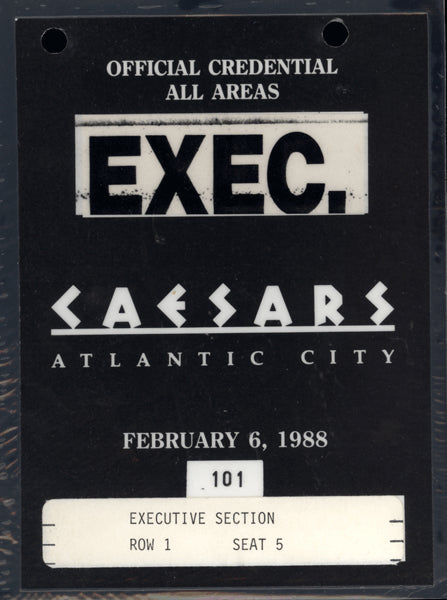 OFFICIAL CREDENTIAL
ALL AREAS
EXEC.
CAESARS
ATLANTIC CITY
FEBRUARY 6, 1988
101
EXECUTIVE SECTION
ROW 1 SEAT 5